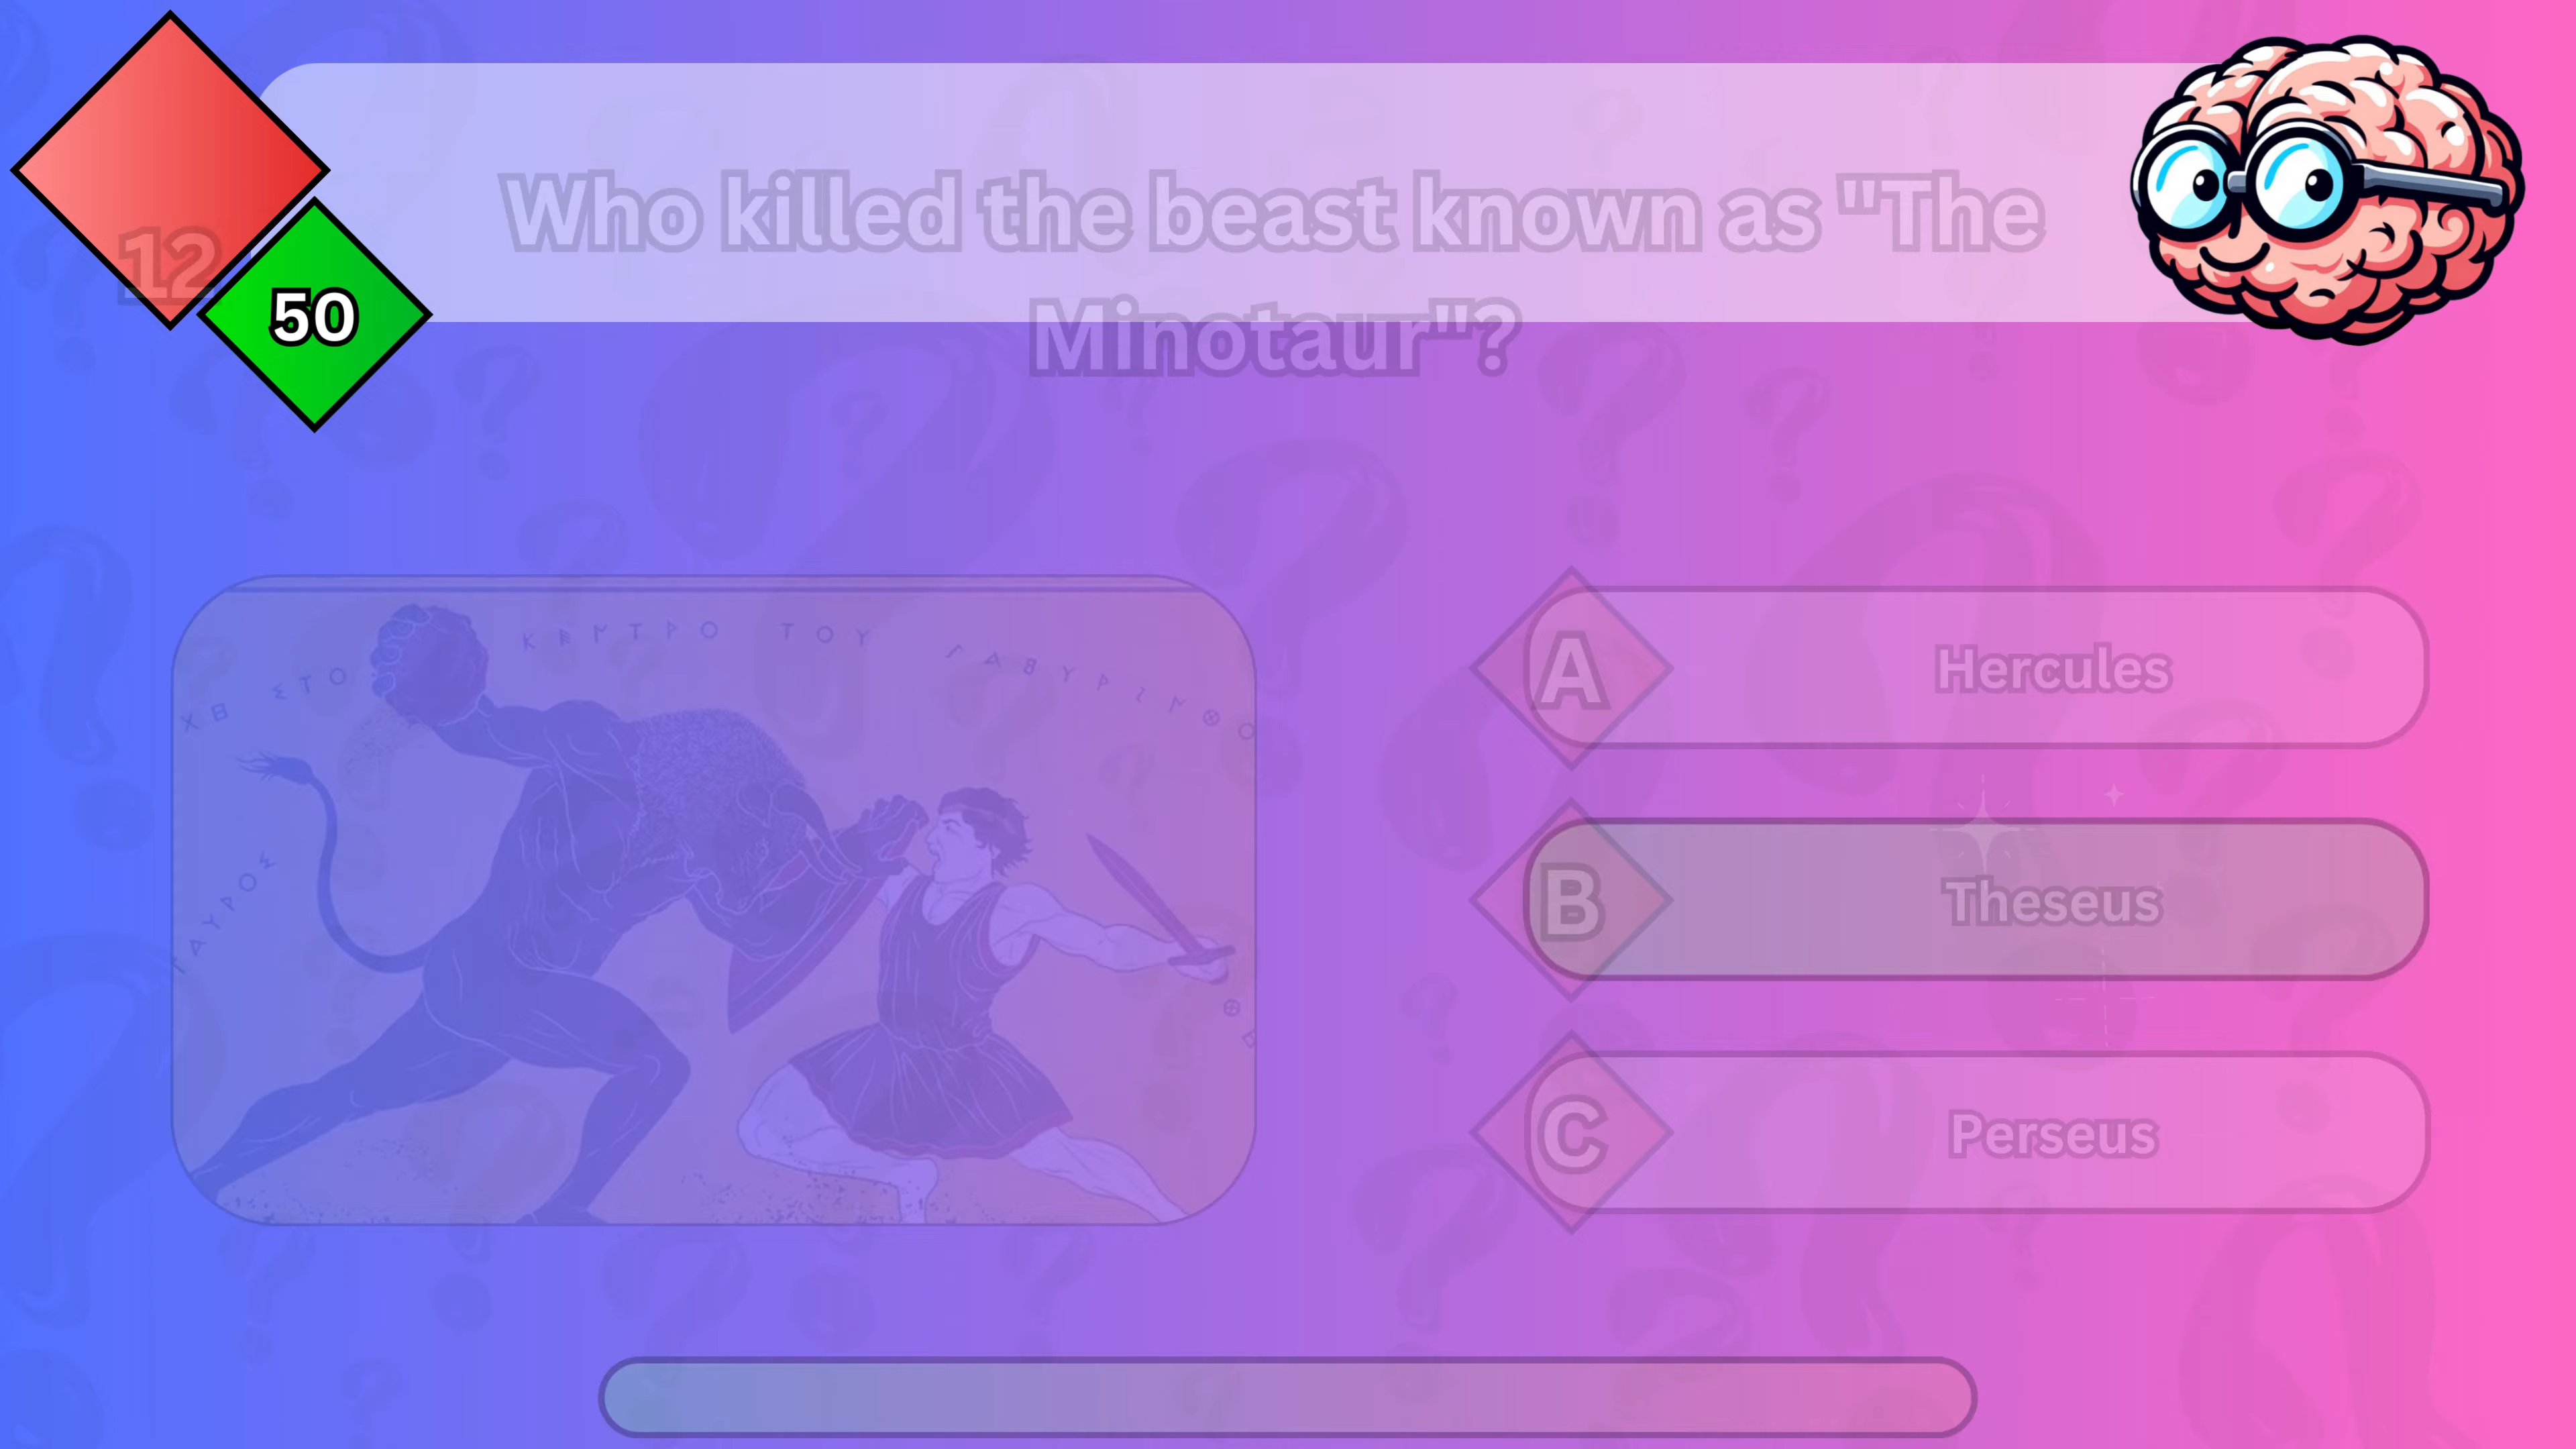 12
50
Who killed the beast known as "The
Minotaur"?
A
Hercules
B
Theseus
C
Perseus